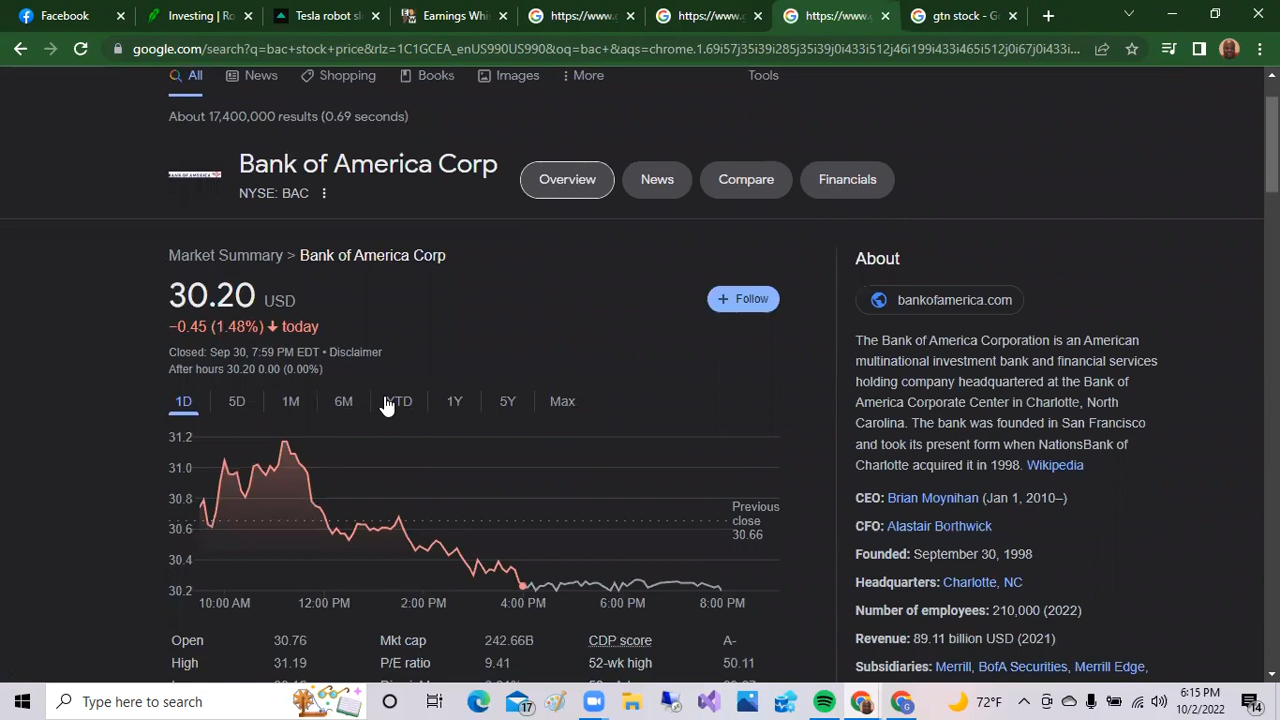 Facebook
Investing | Ro
Tesla robot sl
Earnings Whi
https://www.g
https://www.g
https://www.g
gtn stock - Go
google.com/search?q=bac+stock+price&rlz=1C1GCEA_enUS990US990&oq=bac+&aqs=chrome.1.69i57j35i39i285j35i39j0i433i512j46i199i433i465i512j0i67j0i433i...
All News Shopping Books Images More Tools
About 17,400,000 results (0.69 seconds)
BANK OF AMERICA
Bank of America Corp
NYSE: BAC
Overview News Compare Financials
Market Summary > Bank of America Corp
30.20 USD
+ Follow
−0.45 (1.48%) today
Closed: Sep 30, 7:59 PM EDT • Disclaimer
After hours 30.20 0.00 (0.00%)
1D 5D 1M 6M YTD 1Y 5Y Max
31.2
31.0
30.8
30.6
30.4
30.2
Previous
close
30.66
10:00 AM 12:00 PM 2:00 PM 4:00 PM 6:00 PM 8:00 PM
Open 30.76 Mkt cap 242.66B CDP score A-
High 31.19 P/E ratio 9.41 52-wk high 50.11
About
bankofamerica.com
The Bank of America Corporation is an American
multinational investment bank and financial services
holding company headquartered at the Bank of
America Corporate Center in Charlotte, North
Carolina. The bank was founded in San Francisco
and took its present form when NationsBank of
Charlotte acquired it in 1998. Wikipedia
CEO: Brian Moynihan (Jan 1, 2010–)
CFO: Alastair Borthwick
Founded: September 30, 1998
Headquarters: Charlotte, NC
Number of employees: 210,000 (2022)
Revenue: 89.11 billion USD (2021)
Subsidiaries: Merrill, BofA Securities, Merrill Edge,
Type here to search
17
72°F
6:15 PM
10/2/2022
14